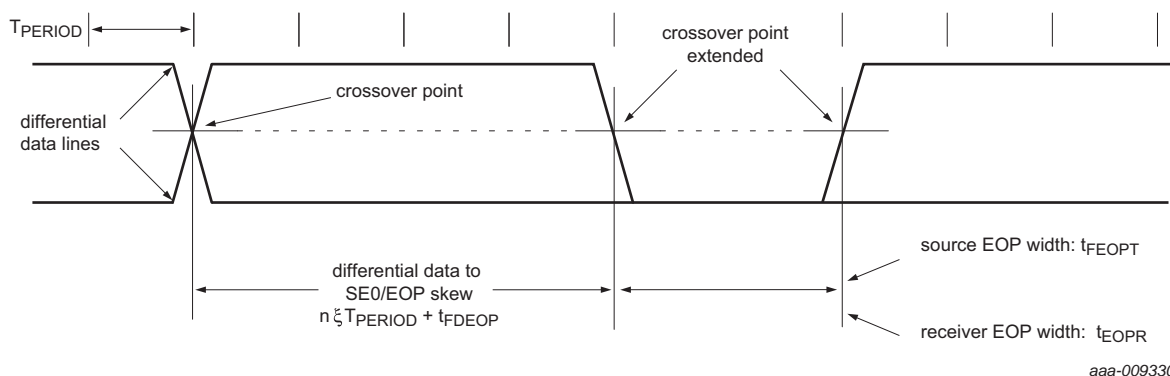 TPERIOD
crossover point
extended
crossover point
differential
data lines
differential data to
SE0/EOP skew
n ξ TPERIOD + tFDEOP
source EOP width: tFEOPT
receiver EOP width: tEOPR
aaa-009330